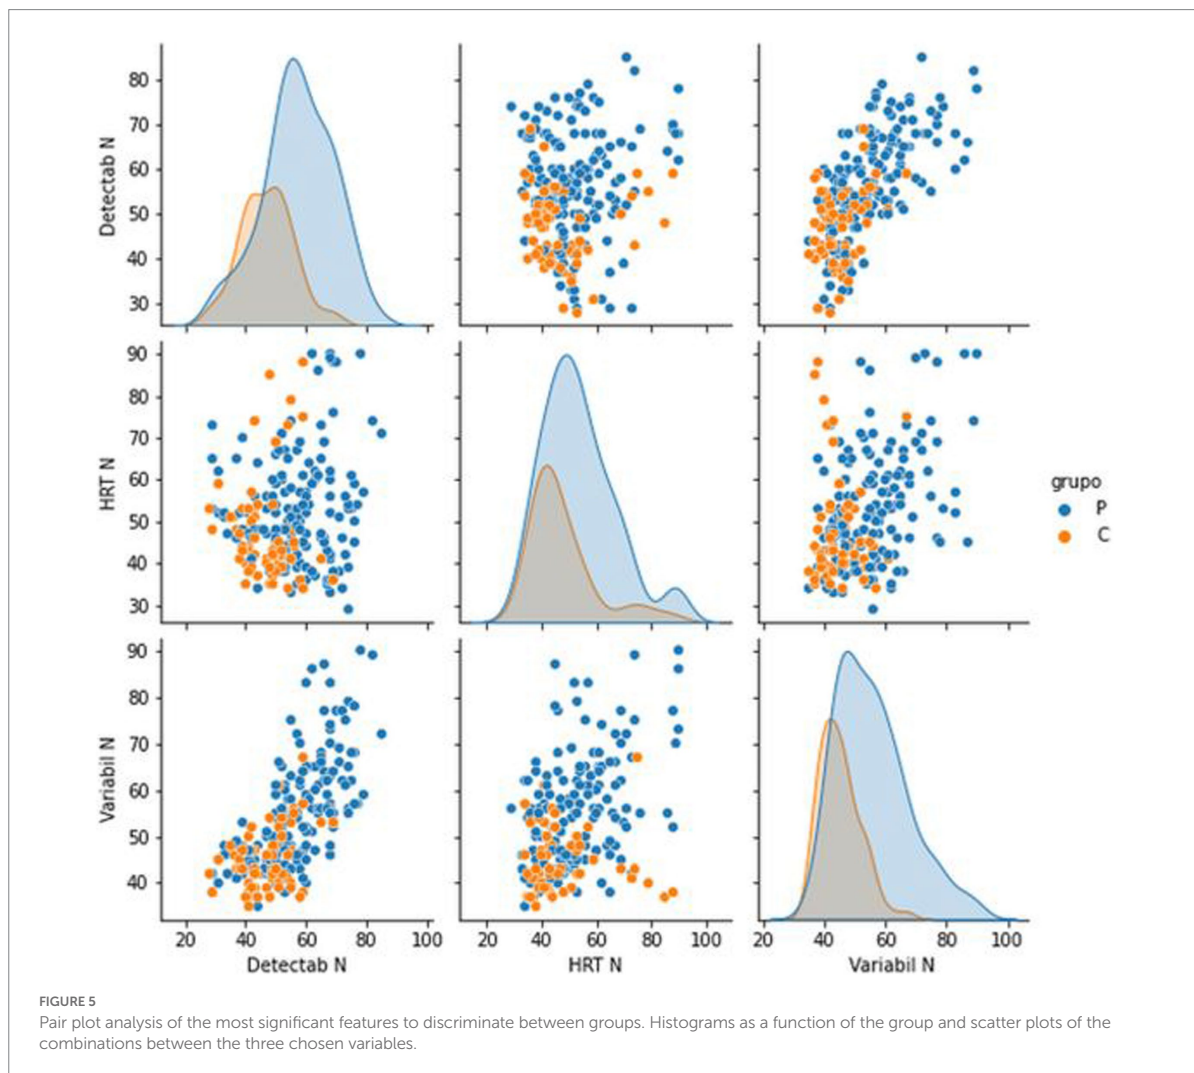 80
70
60
50
40
30
Detectab N
90
80
70
60
50
40
30
HRT N
grupo
P
C
90
80
70
60
50
40
Variabil N
20 40 60 80 100 20 40 60 80 100 20 40 60 80 100
Detectab N HRT N Variabil N
FIGURE 5
Pair plot analysis of the most significant features to discriminate between groups. Histograms as a function of the group and scatter plots of the
combinations between the three chosen variables.